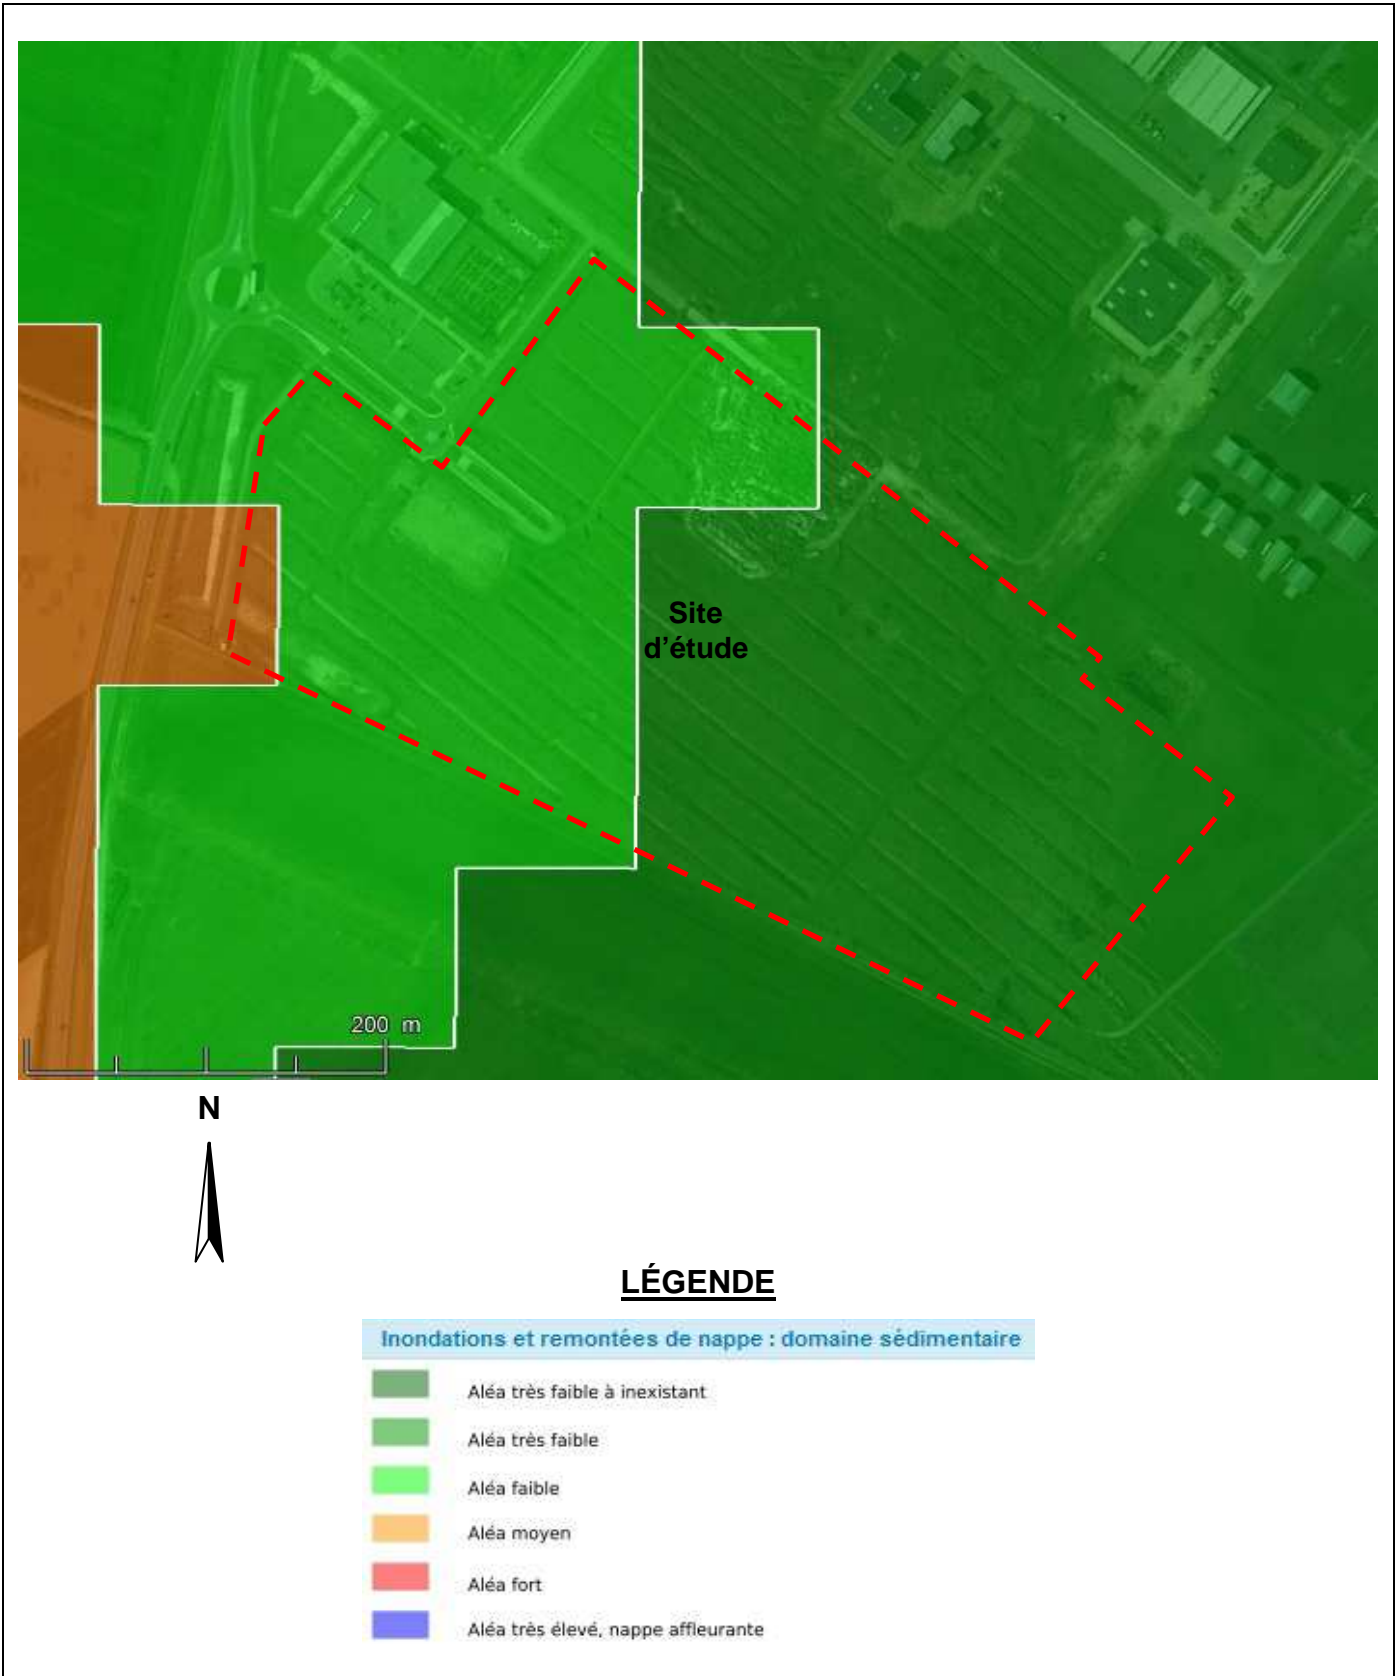 Site
d’étude
200 m
N
LÉGENDE
Inondations et remontées de nappe : domaine sédimentaire
Aléa très faible à inexistant
Aléa très faible
Aléa faible
Aléa moyen
Aléa fort
Aléa très élevé, nappe affleurante